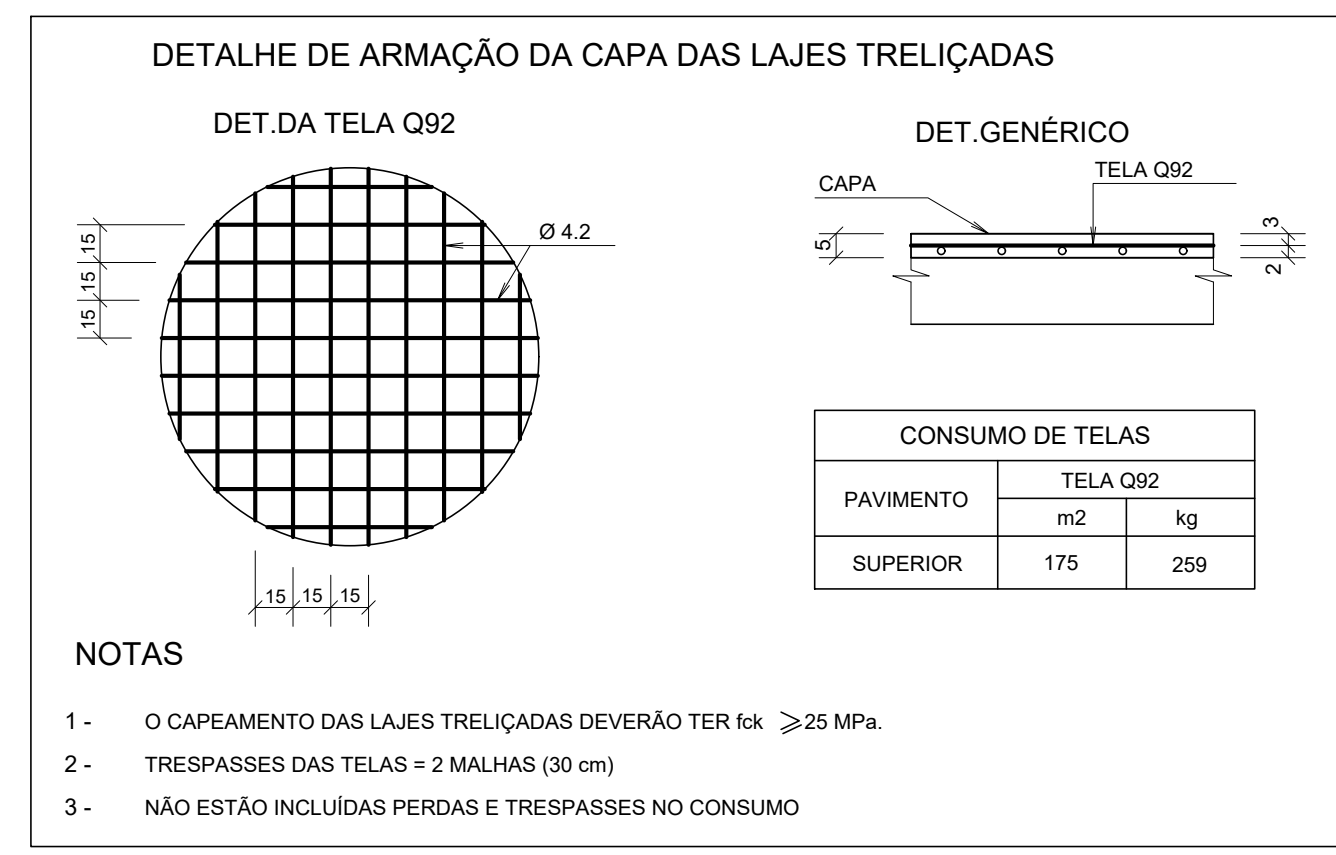 DETALHE DE ARMAÇÃO DA CAPA DAS LAJES TRELIÇADAS
DET.DA TELA Q92
15
15
15
Ø 4.2
15 15 15
DET.GENÉRICO
CAPA
TELA Q92
5
3
2
CONSUMO DE TELAS
PAVIMENTO
TELA Q92
m2 kg
SUPERIOR 175 259
NOTAS
1 - O CAPEAMENTO DAS LAJES TRELIÇADAS DEVERÃO TER fck ⩾25 MPa.
2 - TRESPASSES DAS TELAS = 2 MALHAS (30 cm)
3 - NÃO ESTÃO INCLUÍDAS PERDAS E TRESPASSES NO CONSUMO